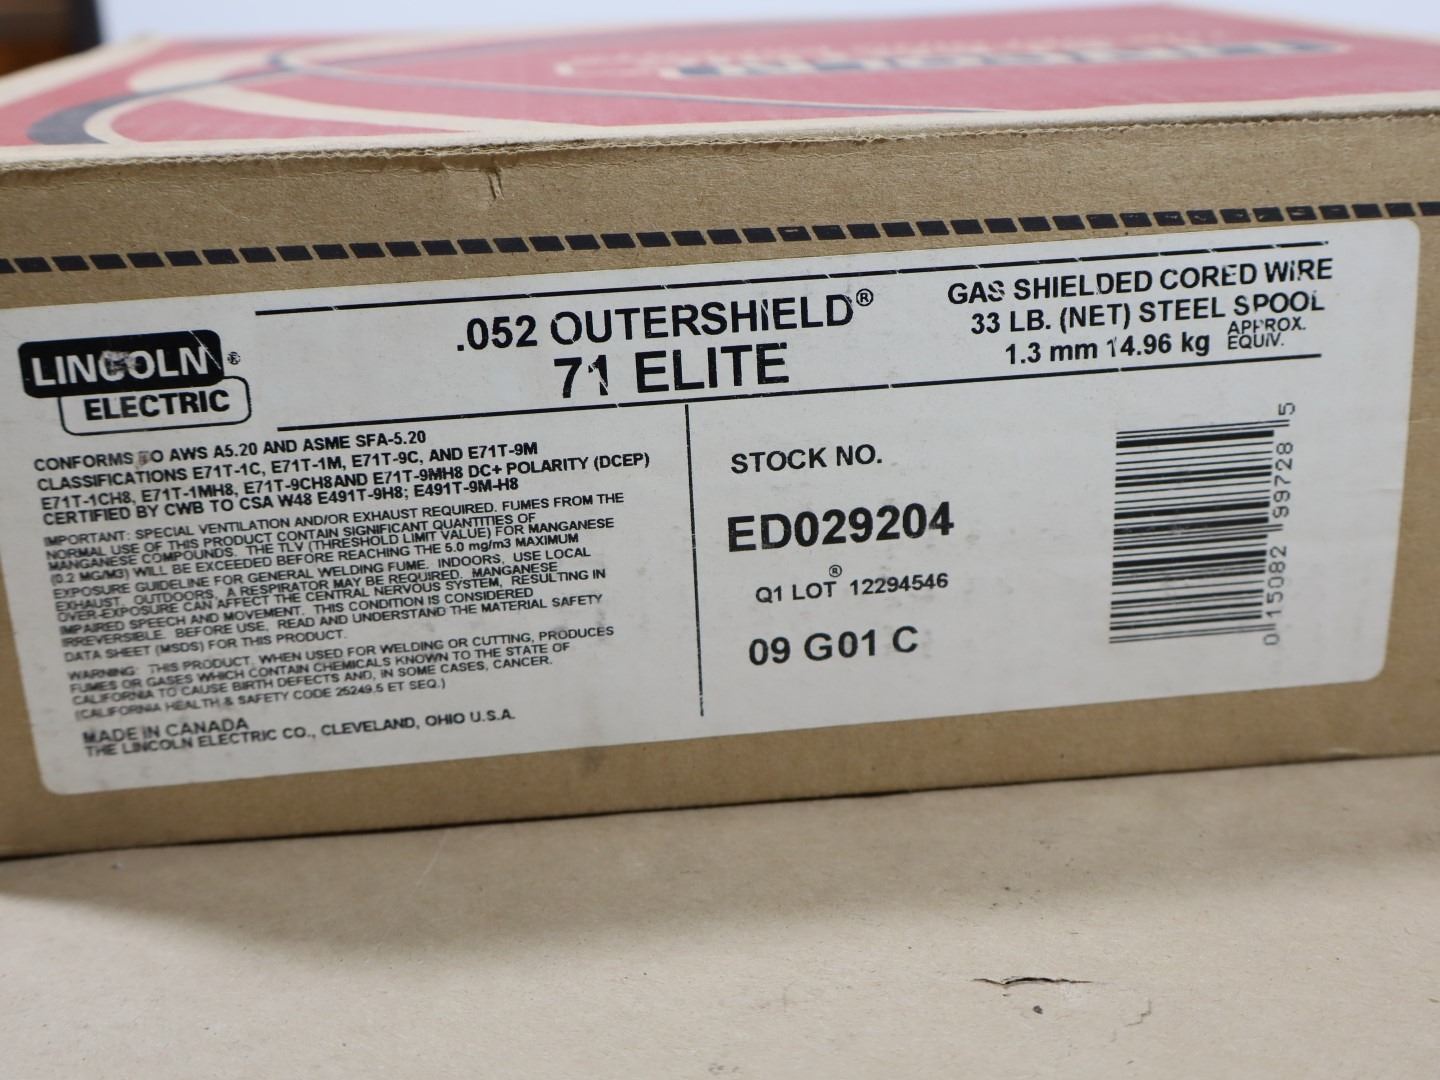 LINCOLN ®
ELECTRIC
.052 OUTERSHIELD®
71 ELITE
GAS SHIELDED CORED WIRE
33 LB. (NET) STEEL SPOOL
1.3 mm 14.96 kg APPROX. EQUIV.
CONFORMS TO AWS A5.20 AND ASME SFA-5.20
CLASSIFICATIONS E71T-1C, E71T-1M, E71T-9C, AND E71T-9M
E71T-1CH8, E71T-1MH8, E71T-9CH8AND E71T-9MH8 DC+ POLARITY (DCEP)
CERTIFIED BY CWB TO CSA W48 E491T-9H8; E491T-9M-H8
IMPORTANT: SPECIAL VENTILATION AND/OR EXHAUST REQUIRED. FUMES FROM THE
NORMAL USE OF THIS PRODUCT CONTAIN SIGNIFICANT QUANTITIES OF
MANGANESE COMPOUNDS. THE TLV (THRESHOLD LIMIT VALUE) FOR MANGANESE
(0.2 MG/M3) WILL BE EXCEEDED BEFORE REACHING THE 5.0 mg/m3 MAXIMUM
EXPOSURE GUIDELINE FOR GENERAL WELDING FUME. INDOORS, USE LOCAL
EXHAUST. OUTDOORS, A RESPIRATOR MAY BE REQUIRED. MANGANESE
OVER-EXPOSURE CAN AFFECT THE CENTRAL NERVOUS SYSTEM, RESULTING IN
IMPAIRED SPEECH AND MOVEMENT. THIS CONDITION IS CONSIDERED
IRREVERSIBLE. BEFORE USE, READ AND UNDERSTAND THE MATERIAL SAFETY
DATA SHEET (MSDS) FOR THIS PRODUCT.
WARNING: THIS PRODUCT, WHEN USED FOR WELDING OR CUTTING, PRODUCES
FUMES OR GASES WHICH CONTAIN CHEMICALS KNOWN TO THE STATE OF
CALIFORNIA TO CAUSE BIRTH DEFECTS AND, IN SOME CASES, CANCER.
(CALIFORNIA HEALTH & SAFETY CODE 25249.5 ET SEQ.)
MADE IN CANADA
THE LINCOLN ELECTRIC CO., CLEVELAND, OHIO U.S.A.
STOCK NO.
ED029204
Q1 LOT® 12294546
09 G01 C
0 15082 99728 5